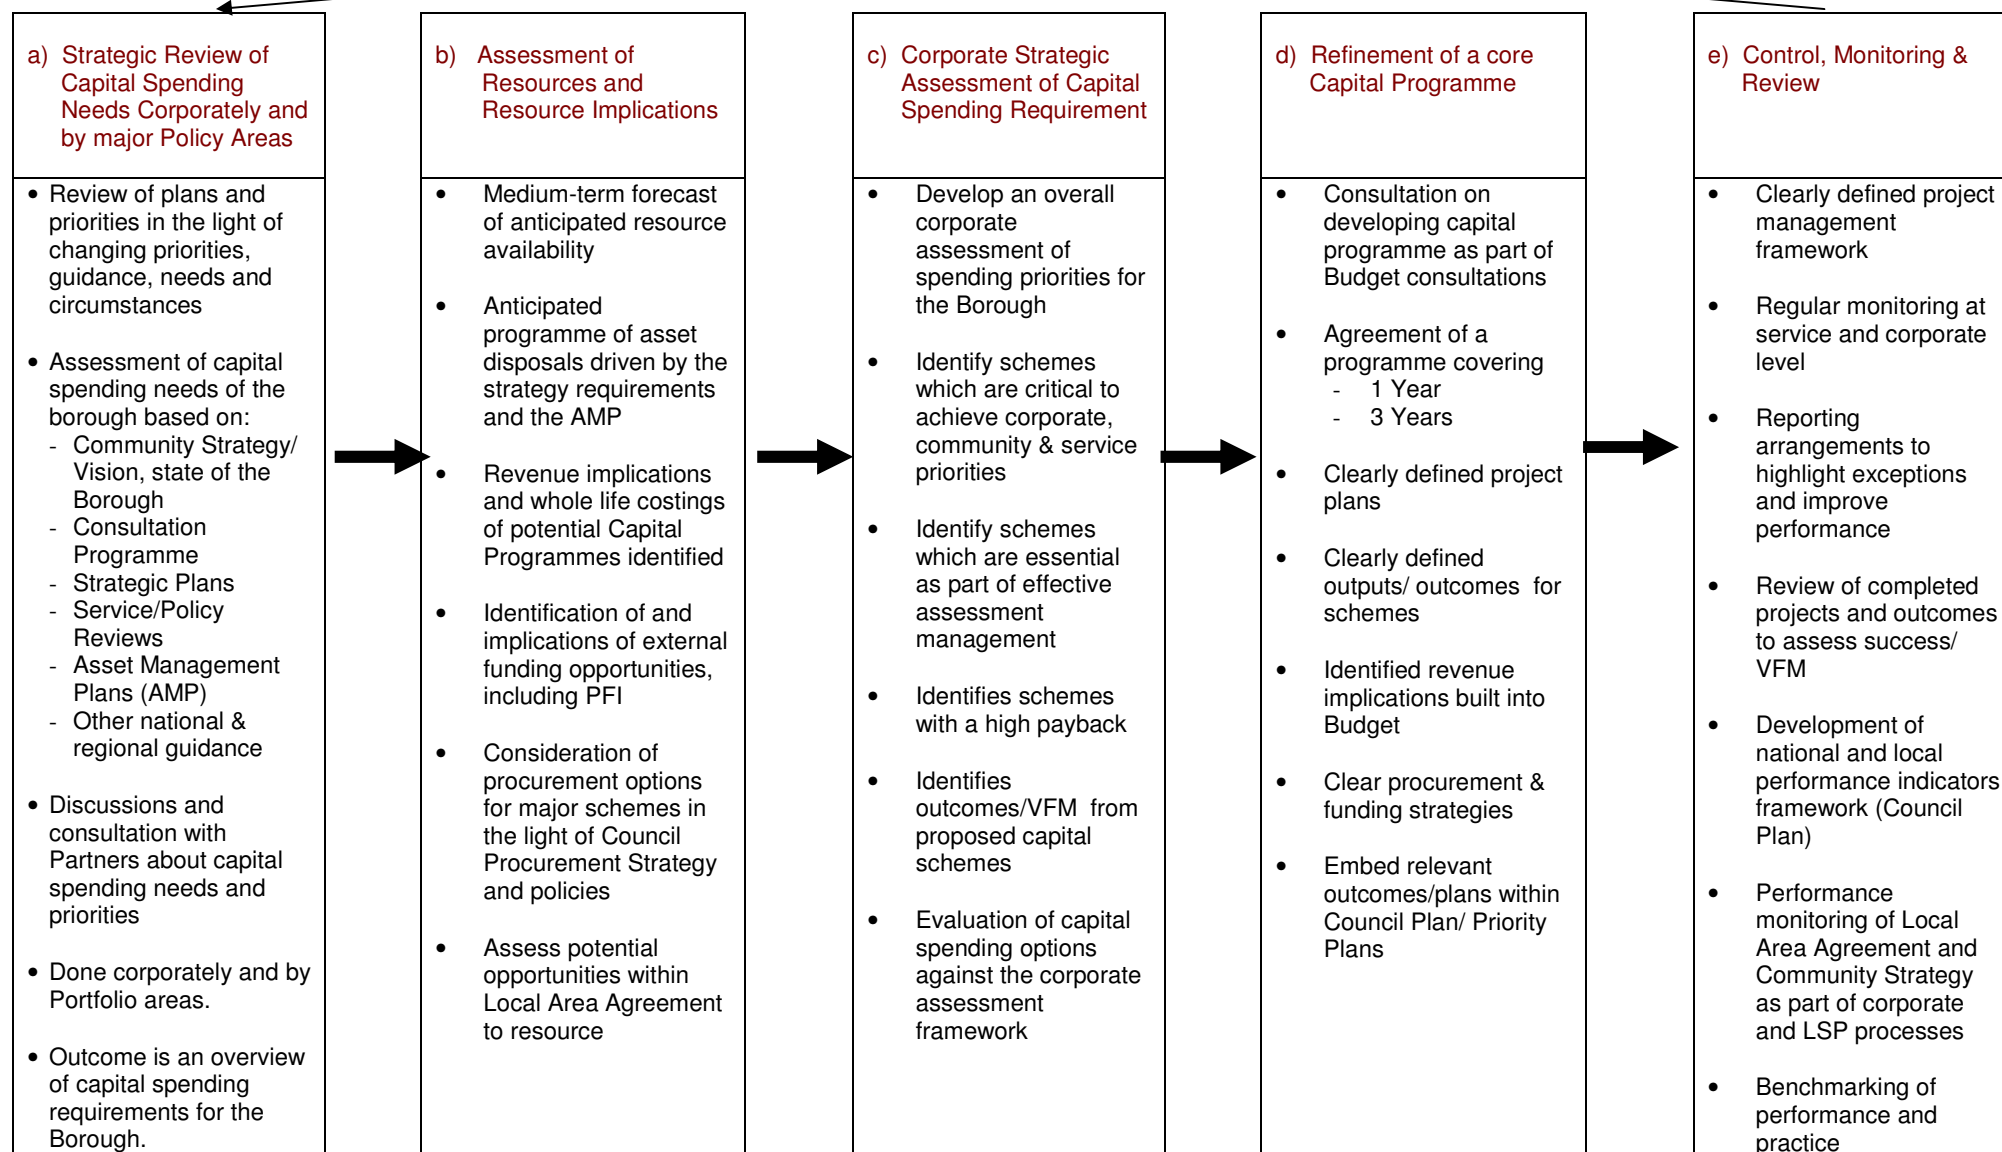 a) Strategic Review of
Capital Spending
Needs Corporately and
by major Policy Areas
• Review of plans and
priorities in the light of
changing priorities,
guidance, needs and
circumstances
• Assessment of capital
spending needs of the
borough based on:
- Community Strategy/
Vision, state of the
Borough
- Consultation
Programme
- Strategic Plans
- Service/Policy
Reviews
- Asset Management
Plans (AMP)
- Other national &
regional guidance
• Discussions and
consultation with
Partners about capital
spending needs and
priorities
• Done corporately and by
Portfolio areas.
• Outcome is an overview
of capital spending
requirements for the
Borough.
b) Assessment of
Resources and
Resource Implications
• Medium-term forecast
of anticipated resource
availability
• Anticipated
programme of asset
disposals driven by the
strategy requirements
and the AMP
• Revenue implications
and whole life costings
of potential Capital
Programmes identified
• Identification of and
implications of external
funding opportunities,
including PFI
• Consideration of
procurement options
for major schemes in
the light of Council
Procurement Strategy
and policies
• Assess potential
opportunities within
Local Area Agreement
to resource
c) Corporate Strategic
Assessment of Capital
Spending Requirement
• Develop an overall
corporate
assessment of
spending priorities for
the Borough
• Identify schemes
which are critical to
achieve corporate,
community & service
priorities
• Identify schemes
which are essential
as part of effective
assessment
management
• Identifies schemes
with a high payback
• Identifies
outcomes/VFM from
proposed capital
schemes
• Evaluation of capital
spending options
against the corporate
assessment
framework
d) Refinement of a core
Capital Programme
• Consultation on
developing capital
programme as part of
Budget consultations
• Agreement of a
programme covering
- 1 Year
- 3 Years
• Clearly defined project
plans
• Clearly defined
outputs/ outcomes for
schemes
• Identified revenue
implications built into
Budget
• Clear procurement &
funding strategies
• Embed relevant
outcomes/plans within
Council Plan/ Priority
Plans
e) Control, Monitoring &
Review
• Clearly defined project
management
framework
• Regular monitoring at
service and corporate
level
• Reporting
arrangements to
highlight exceptions
and improve
performance
• Review of completed
projects and outcomes
to assess success/
VFM
• Development of
national and local
performance indicators
framework (Council
Plan)
• Performance
monitoring of Local
Area Agreement and
Community Strategy
as part of corporate
and LSP processes
• Benchmarking of
performance and
practice